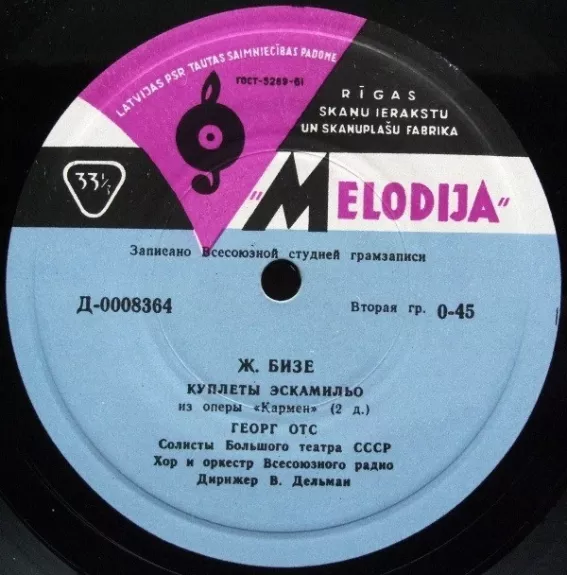 LATVIJAS PSR TAUTAS SAIMNIECĪBAS PADOME
ГОСТ-5289-61
RĪGAS
SKAŅU IERAKSTU
UN SKAŅUPLAŠU FABRIKA
33⅓
"MELODIJA"
Записано Всесоюзной студией грамзаписи
Д-0008364
Вторая гр. 0-45
Ж. БИЗЕ
КУПЛЕТЫ ЭСКАМИЛЬО
из оперы «Кармен» (2 д.)
ГЕОРГ ОТС
Солисты Большого театра СССР
Хор и оркестр Всесоюзного радио
Дирижер В. Дельман